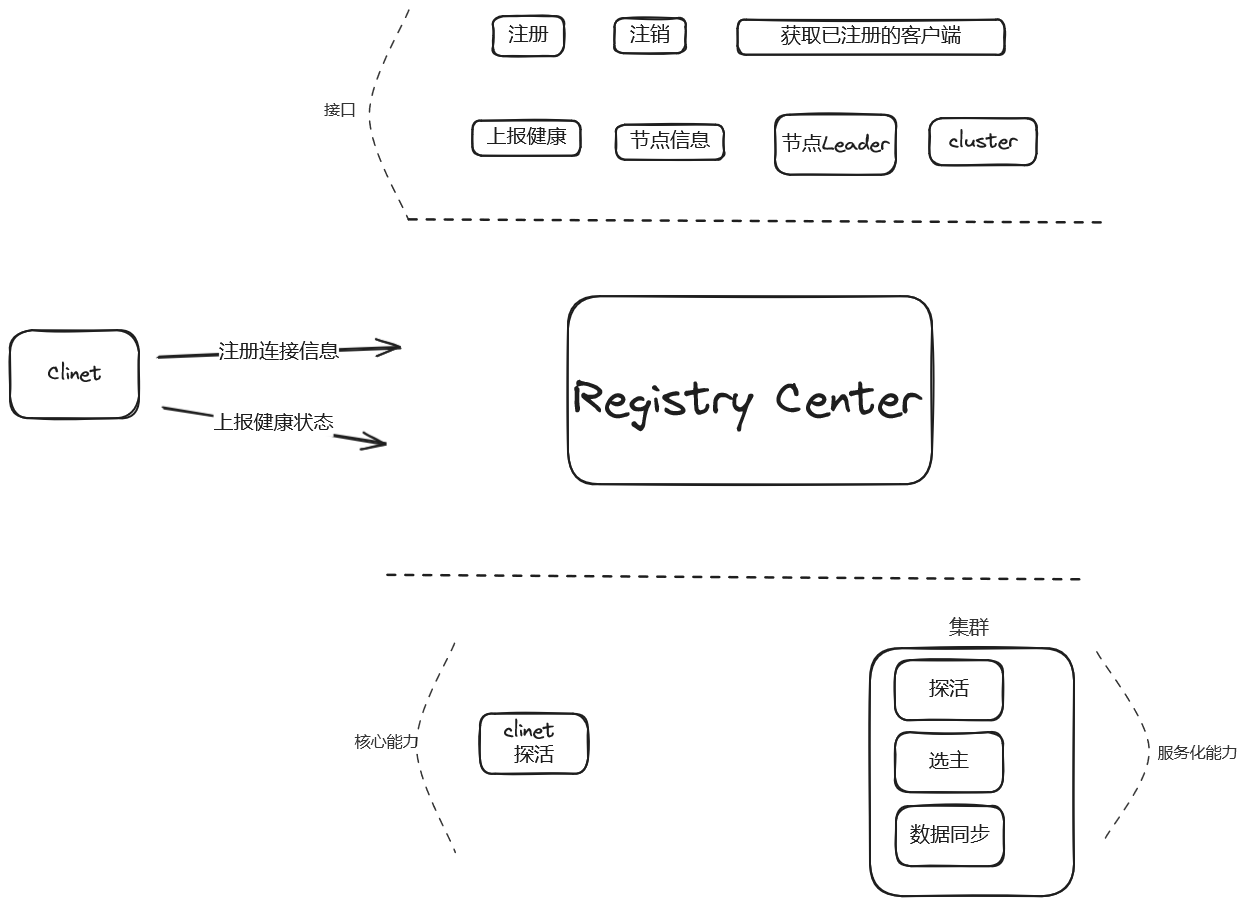 注册
注销
获取已注册的客户端
接口
上报健康
节点信息
节点Leader
cluster
Clinet
注册连接信息
上报健康状态
Registry Center
集群
核心能力
clinet
探活
探活
选主
数据同步
服务化能力